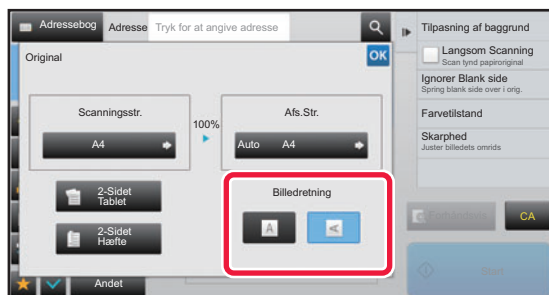 Adressebog
Adresse
Tryk for at angive adresse
Original
OK
Scanningsstr.
A4
100%
Afs.Str.
Auto A4
2-Sidet
Tablet
2-Sidet
Hæfte
Billedretning
A
A
Andet
Tilpasning af baggrund
Langsom Scanning
Scan tynd papiroriginal
Ignorer Blank side
Spring blank side over i orig.
Farvetilstand
Skarphed
Juster billedets omrids
CA
Start